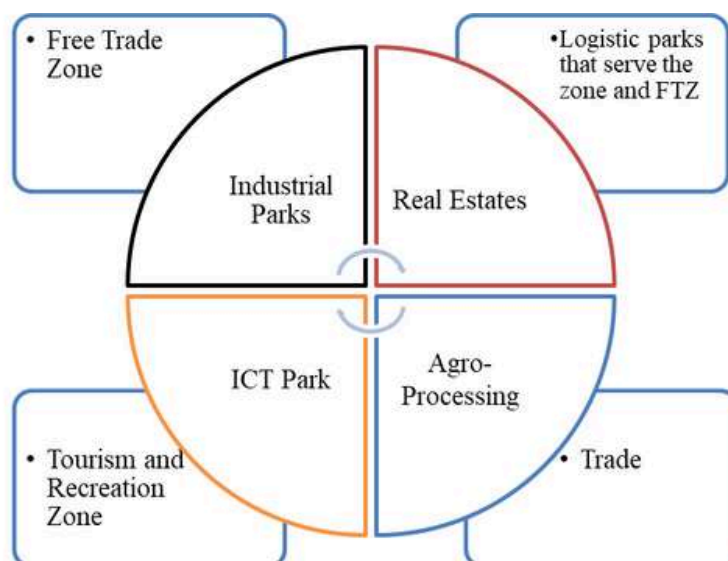 • Free Trade
Zone
•Logistic parks
that serve the
zone and FTZ
Industrial
Parks
Real Estates
ICT Park
Agro-
Processing
• Tourism and
Recreation
Zone
• Trade